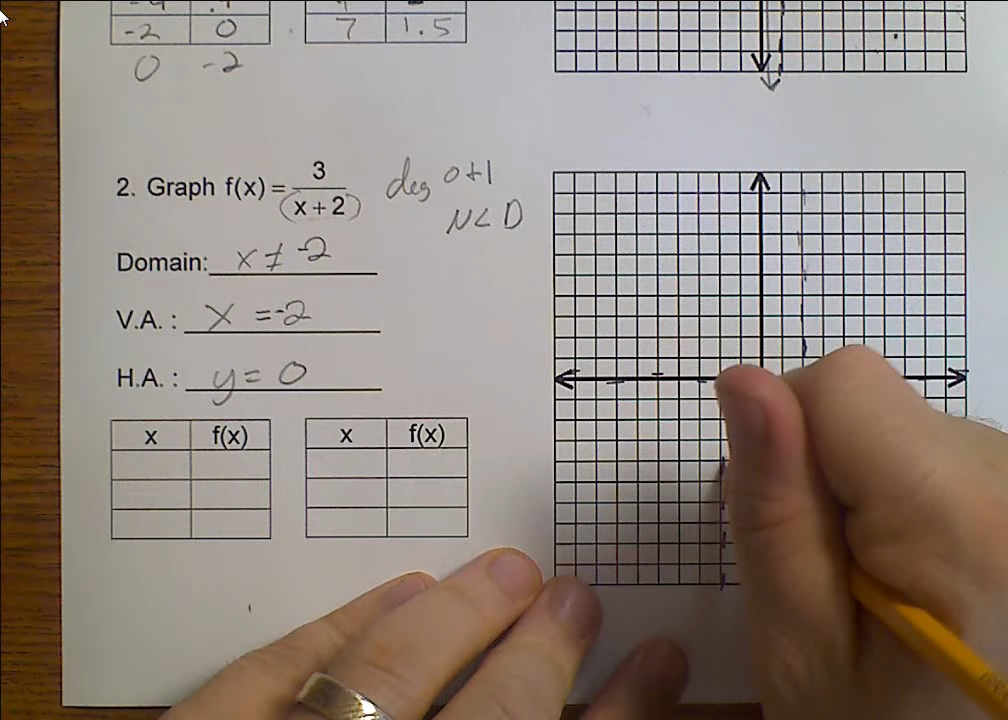 -2 0
7 1.5
0 -2
2. Graph f(x) = 3/(x + 2) deg 0 + 1
N < D
Domain: x ≠ -2
V.A. : x = -2
H.A. : y = 0
x f(x) x f(x)